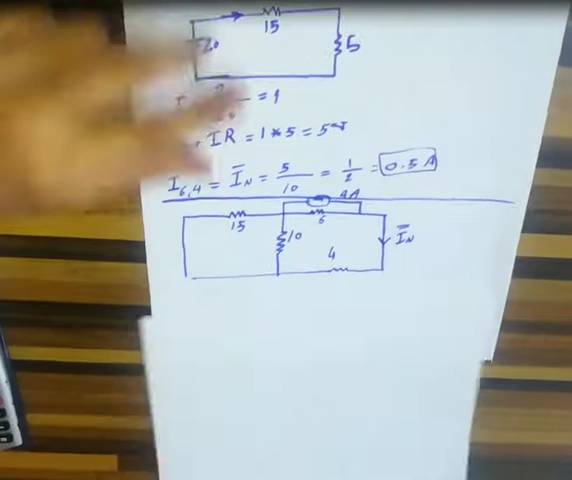 15
20
5
= 1
IR = 1*5 = 5V
I6,4 = IN = 5/10 = 1/2 = 0.5 A
4A
6
15
10
IN
4